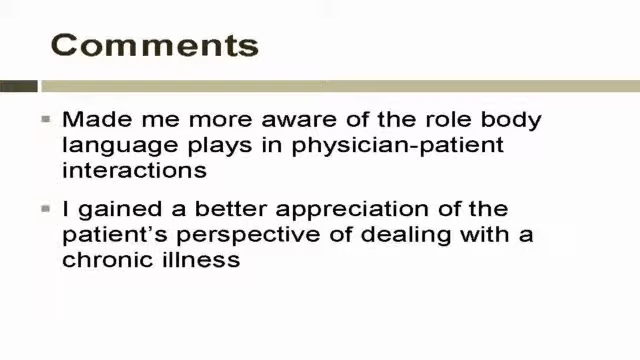 Comments
Made me more aware of the role body
language plays in physician-patient
interactions
I gained a better appreciation of the
patient's perspective of dealing with a
chronic illness